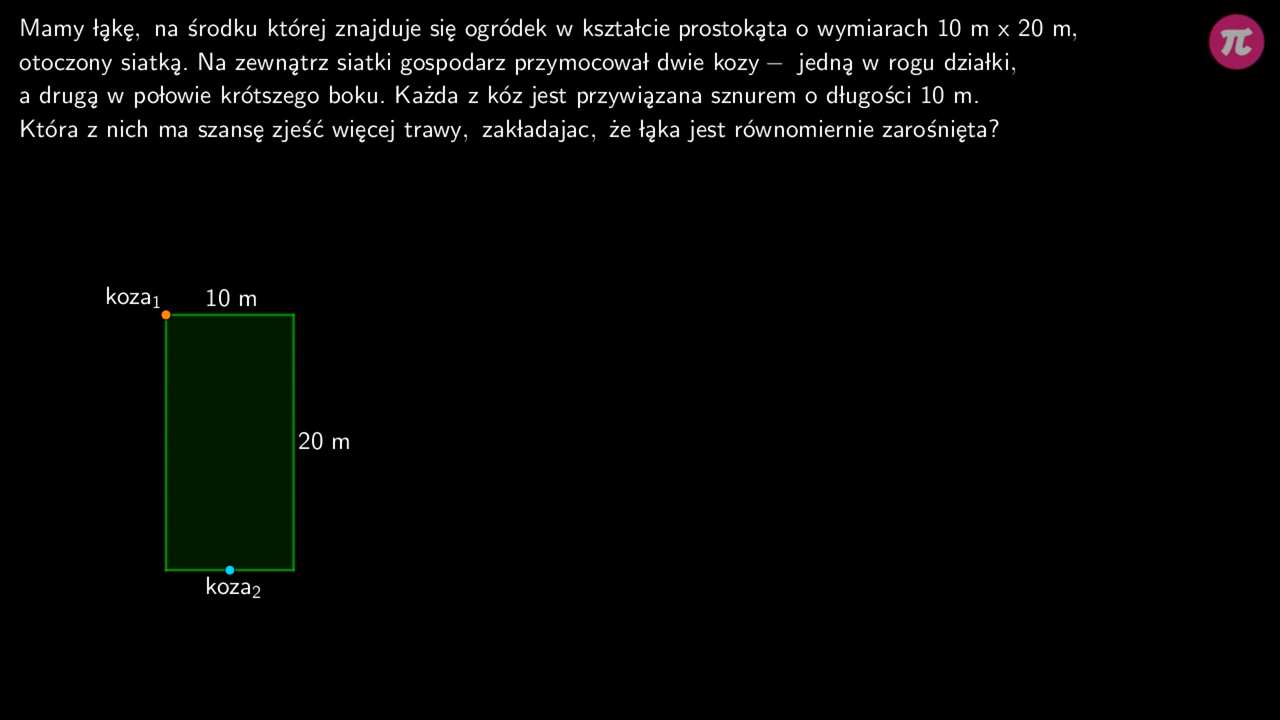 Mamy łąkę, na środku której znajduje się ogródek w kształcie prostokąta o wymiarach 10 m x 20 m,
otoczony siatką. Na zewnątrz siatki gospodarz przymocował dwie kozy – jedną w rogu działki,
a drugą w połowie krótszego boku. Każda z kóz jest przywiązana sznurem o długości 10 m.
Która z nich ma szansę zjeść więcej trawy, zakładajac, że łąka jest równomiernie zarośnięta?
π
koza₁
10 m
20 m
koza₂